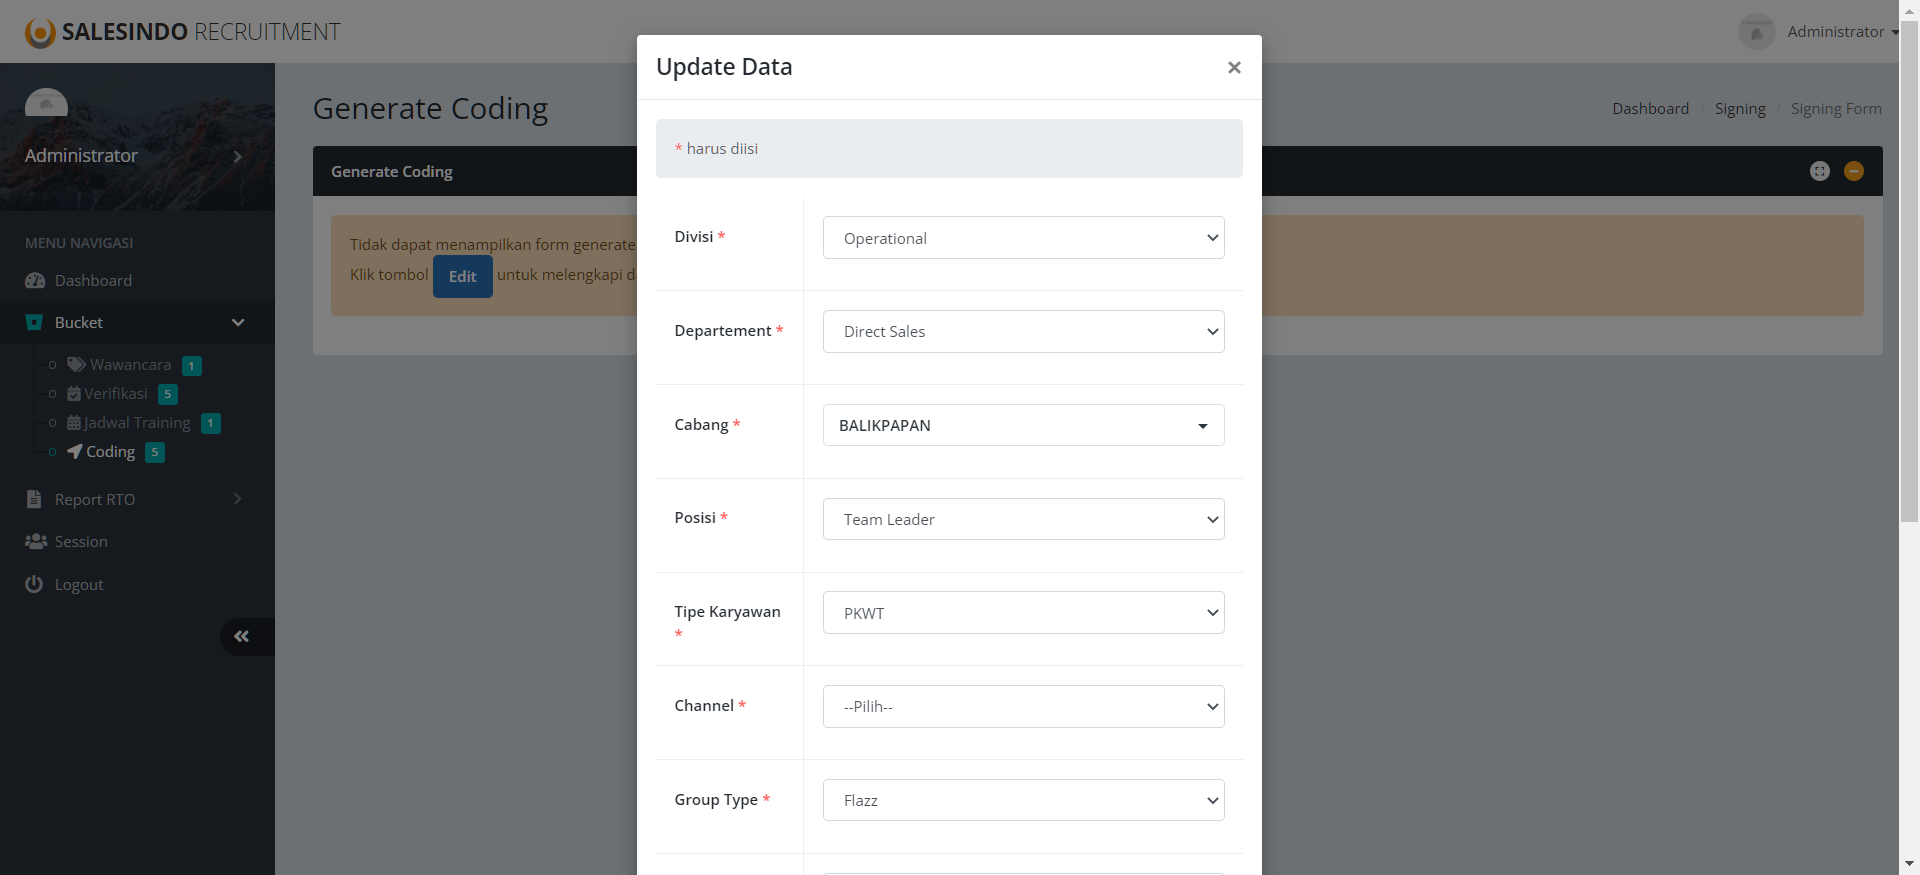 SALESINDO RECRUITMENT
Administrator
Update Data
×
Administrator
Generate Coding
Dashboard / Signing / Signing Form
Generate Coding
* harus diisi
MENU NAVIGASI
Dashboard
Bucket
Wawancara 1
Verifikasi 5
Jadwal Training 1
Coding 5
Report RTO
Session
Logout
Tidak dapat menampilkan form generate
Klik tombol Edit untuk melengkapi
Divisi * Operational
Departement * Direct Sales
Cabang * BALIKPAPAN
Posisi * Team Leader
Tipe Karyawan
* PKWT
Channel * --Pilih--
Group Type * Flazz